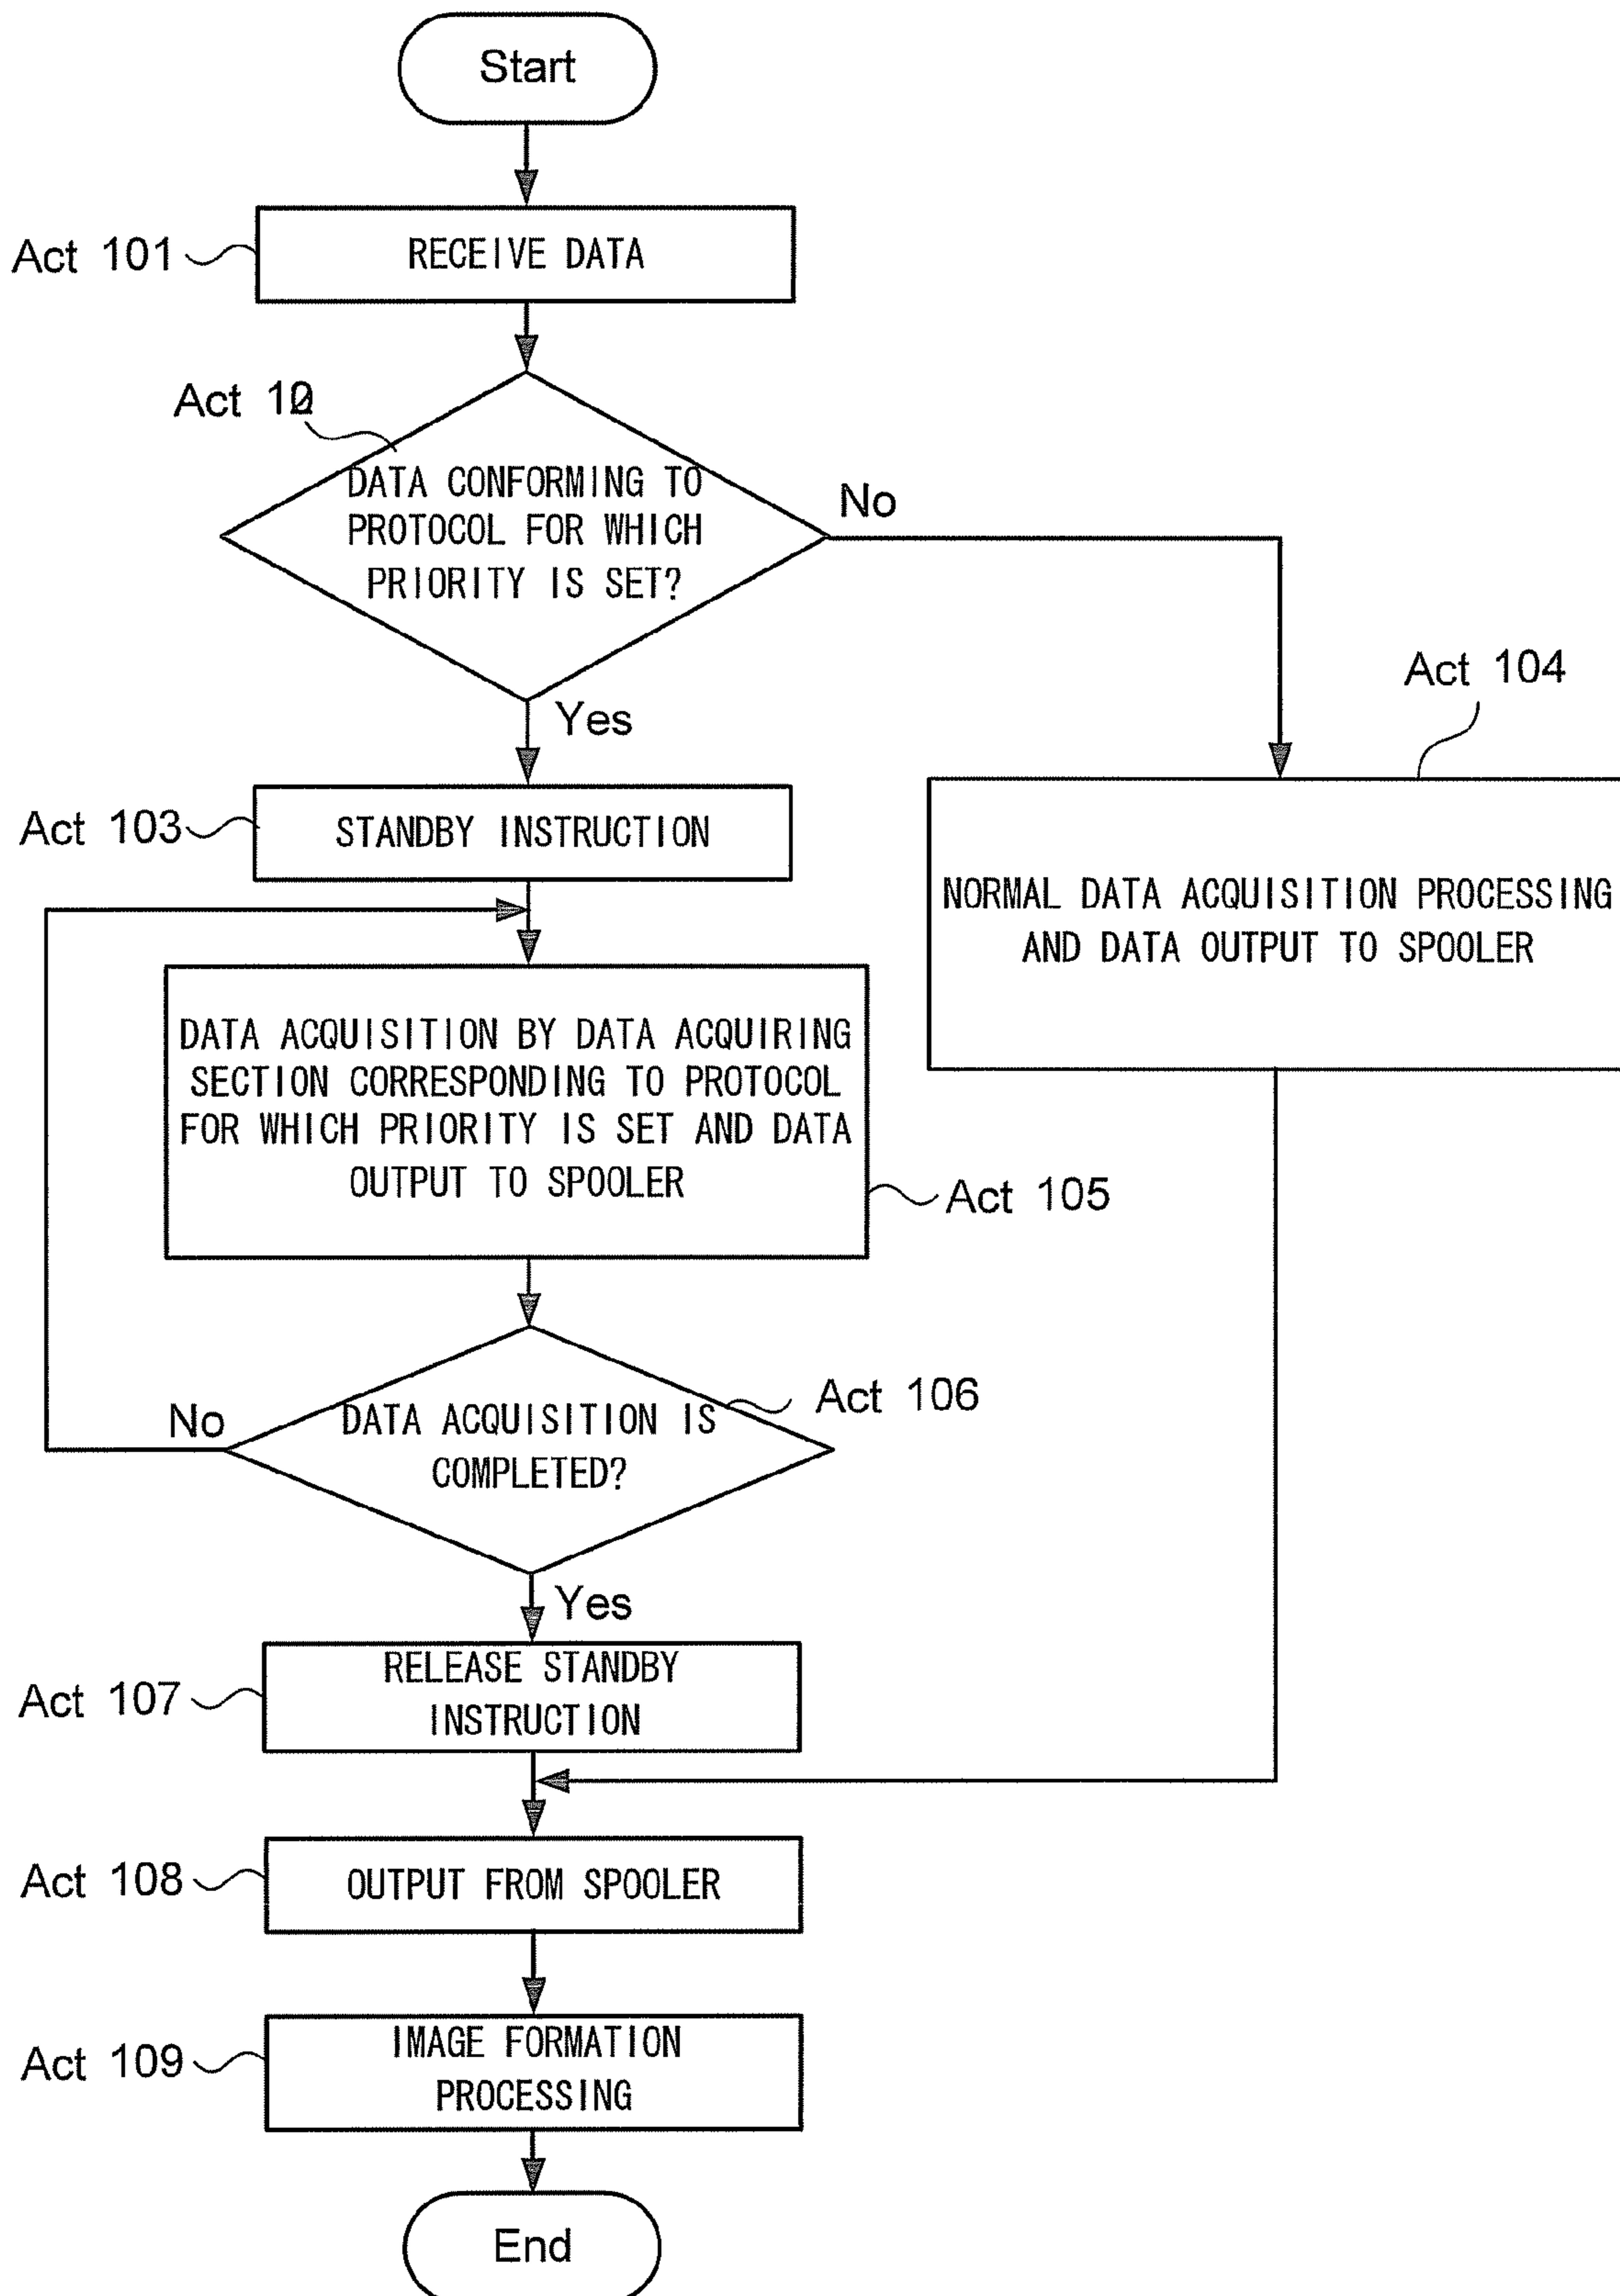 Start
Act 101
RECEIVE DATA
Act
DATA CONFORMING TO
PROTOCOL FOR WHICH
PRIORITY IS SET?
No
Yes
Act 103
STANDBY INSTRUCTION
Act 104
NORMAL DATA ACQUISITION PROCESSING
AND DATA OUTPUT TO SPOOLER
DATA ACQUISITION BY DATA ACQUIRING
SECTION CORRESPONDING TO PROTOCOL
FOR WHICH PRIORITY IS SET AND DATA
OUTPUT TO SPOOLER
Act 105
Act 106
DATA ACQUISITION IS
COMPLETED?
No
Yes
Act 107
RELEASE STANDBY
INSTRUCTION
Act 108
OUTPUT FROM SPOOLER
Act 109
IMAGE FORMATION
PROCESSING
End